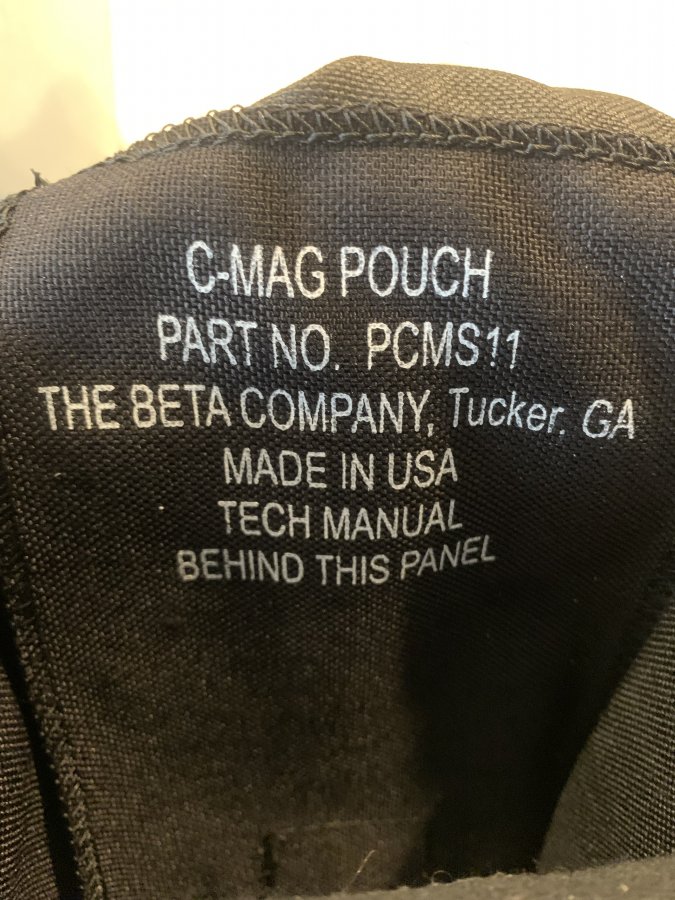 C-MAG POUCH
PART NO. PCMS11
THE BETA COMPANY, Tucker, GA
MADE IN USA
TECH MANUAL
BEHIND THIS PANEL